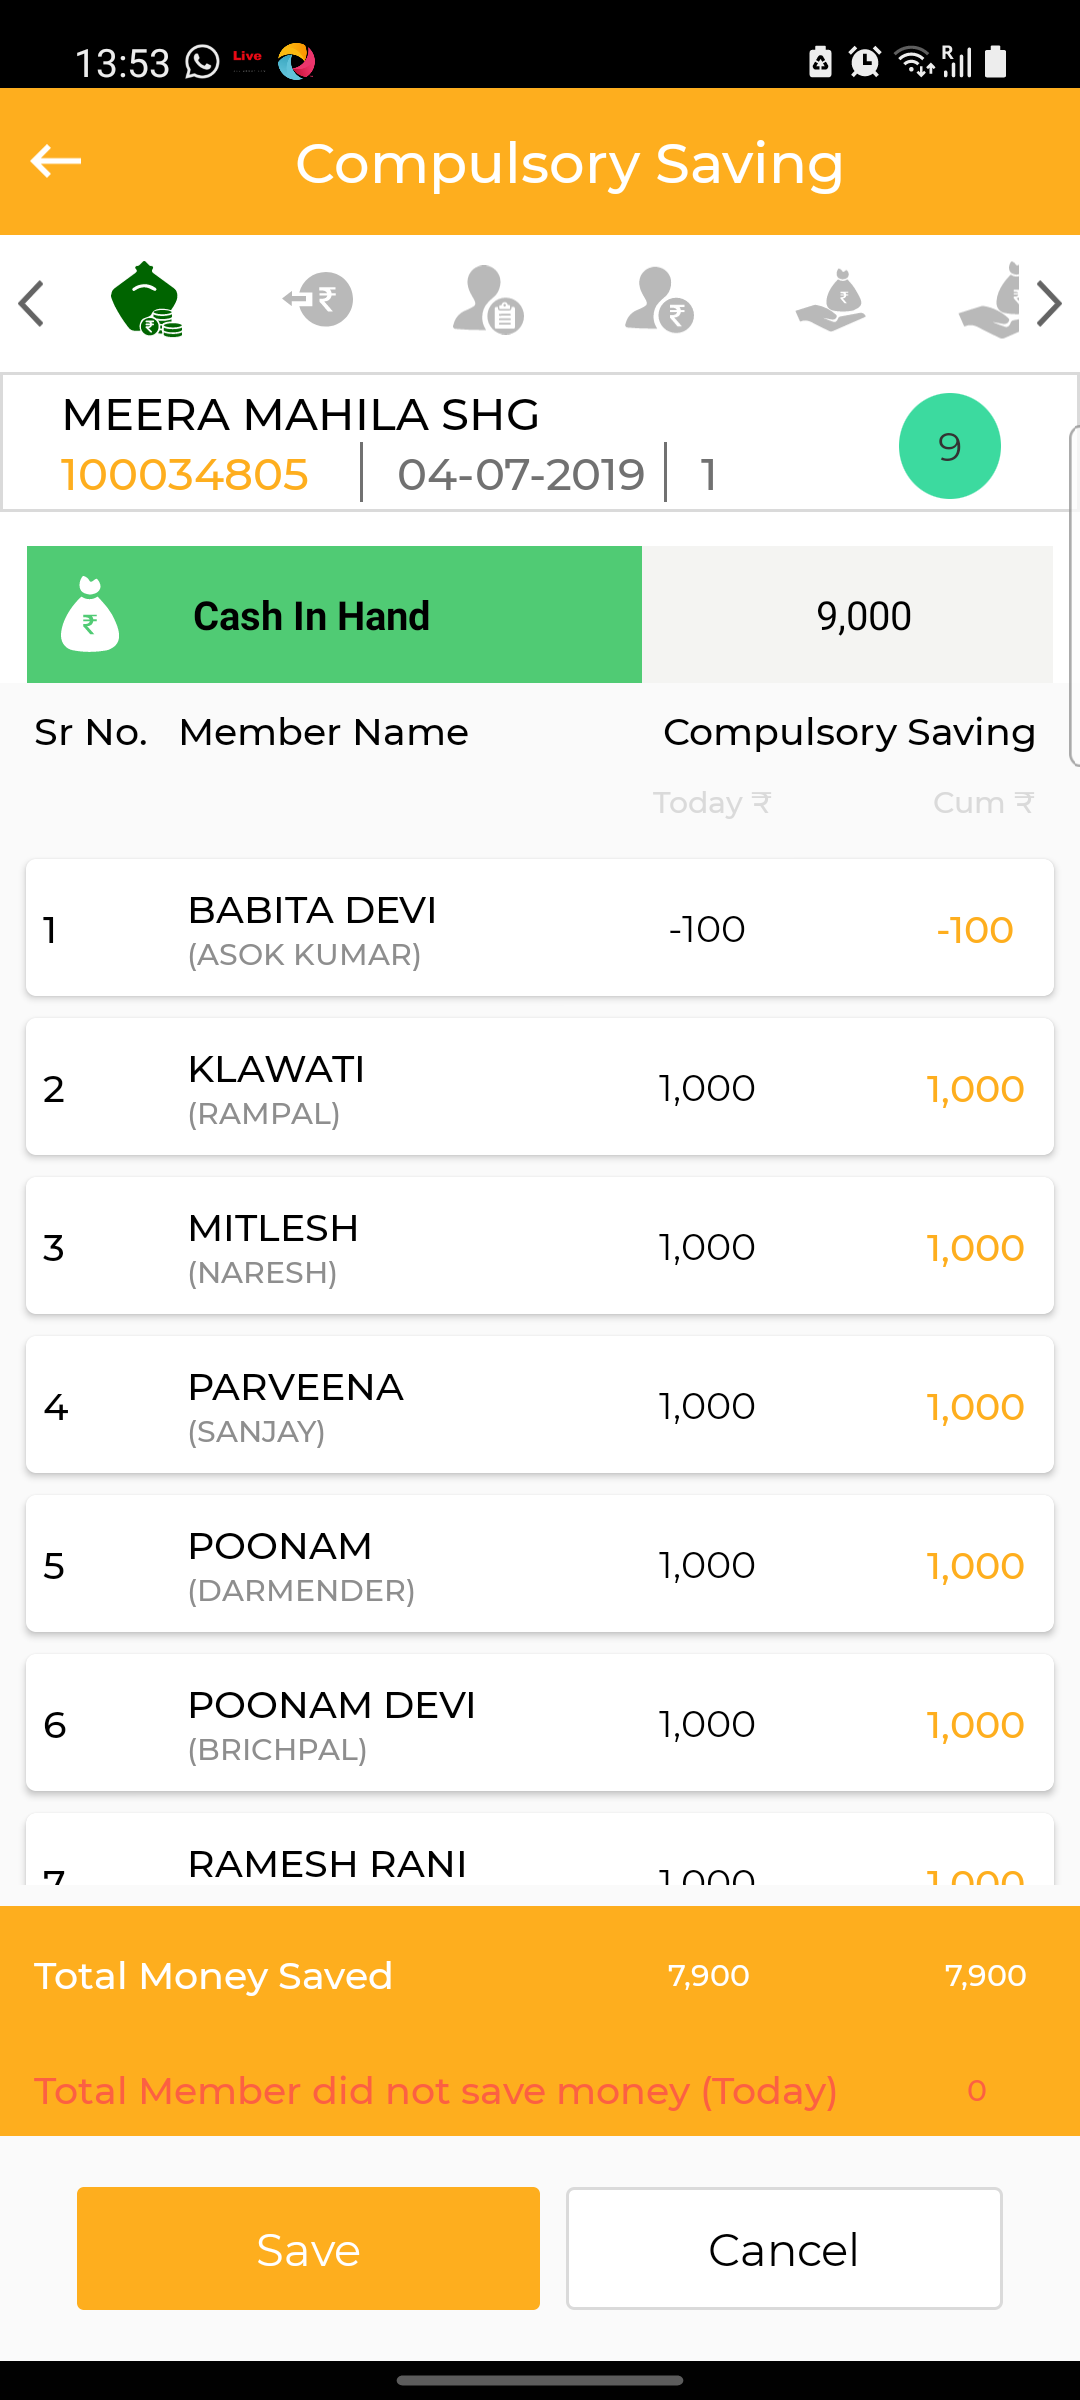 13:53 Live R
Compulsory Saving
MEERA MAHILA SHG
100034805 04-07-2019 1
9
Cash In Hand 9,000
Sr No. Member Name Compulsory Saving
Today ₹ Cum ₹
1 BABITA DEVI -100 -100
(ASOK KUMAR)
2 KLAWATI 1,000 1,000
(RAMPAL)
3 MITLESH 1,000 1,000
(NARESH)
4 PARVEENA 1,000 1,000
(SANJAY)
5 POONAM 1,000 1,000
(DARMENDER)
6 POONAM DEVI 1,000 1,000
(BRICHPAL)
7 RAMESH RANI 1,000 1,000
Total Money Saved 7,900 7,900
Total Member did not save money (Today) 0
Save Cancel